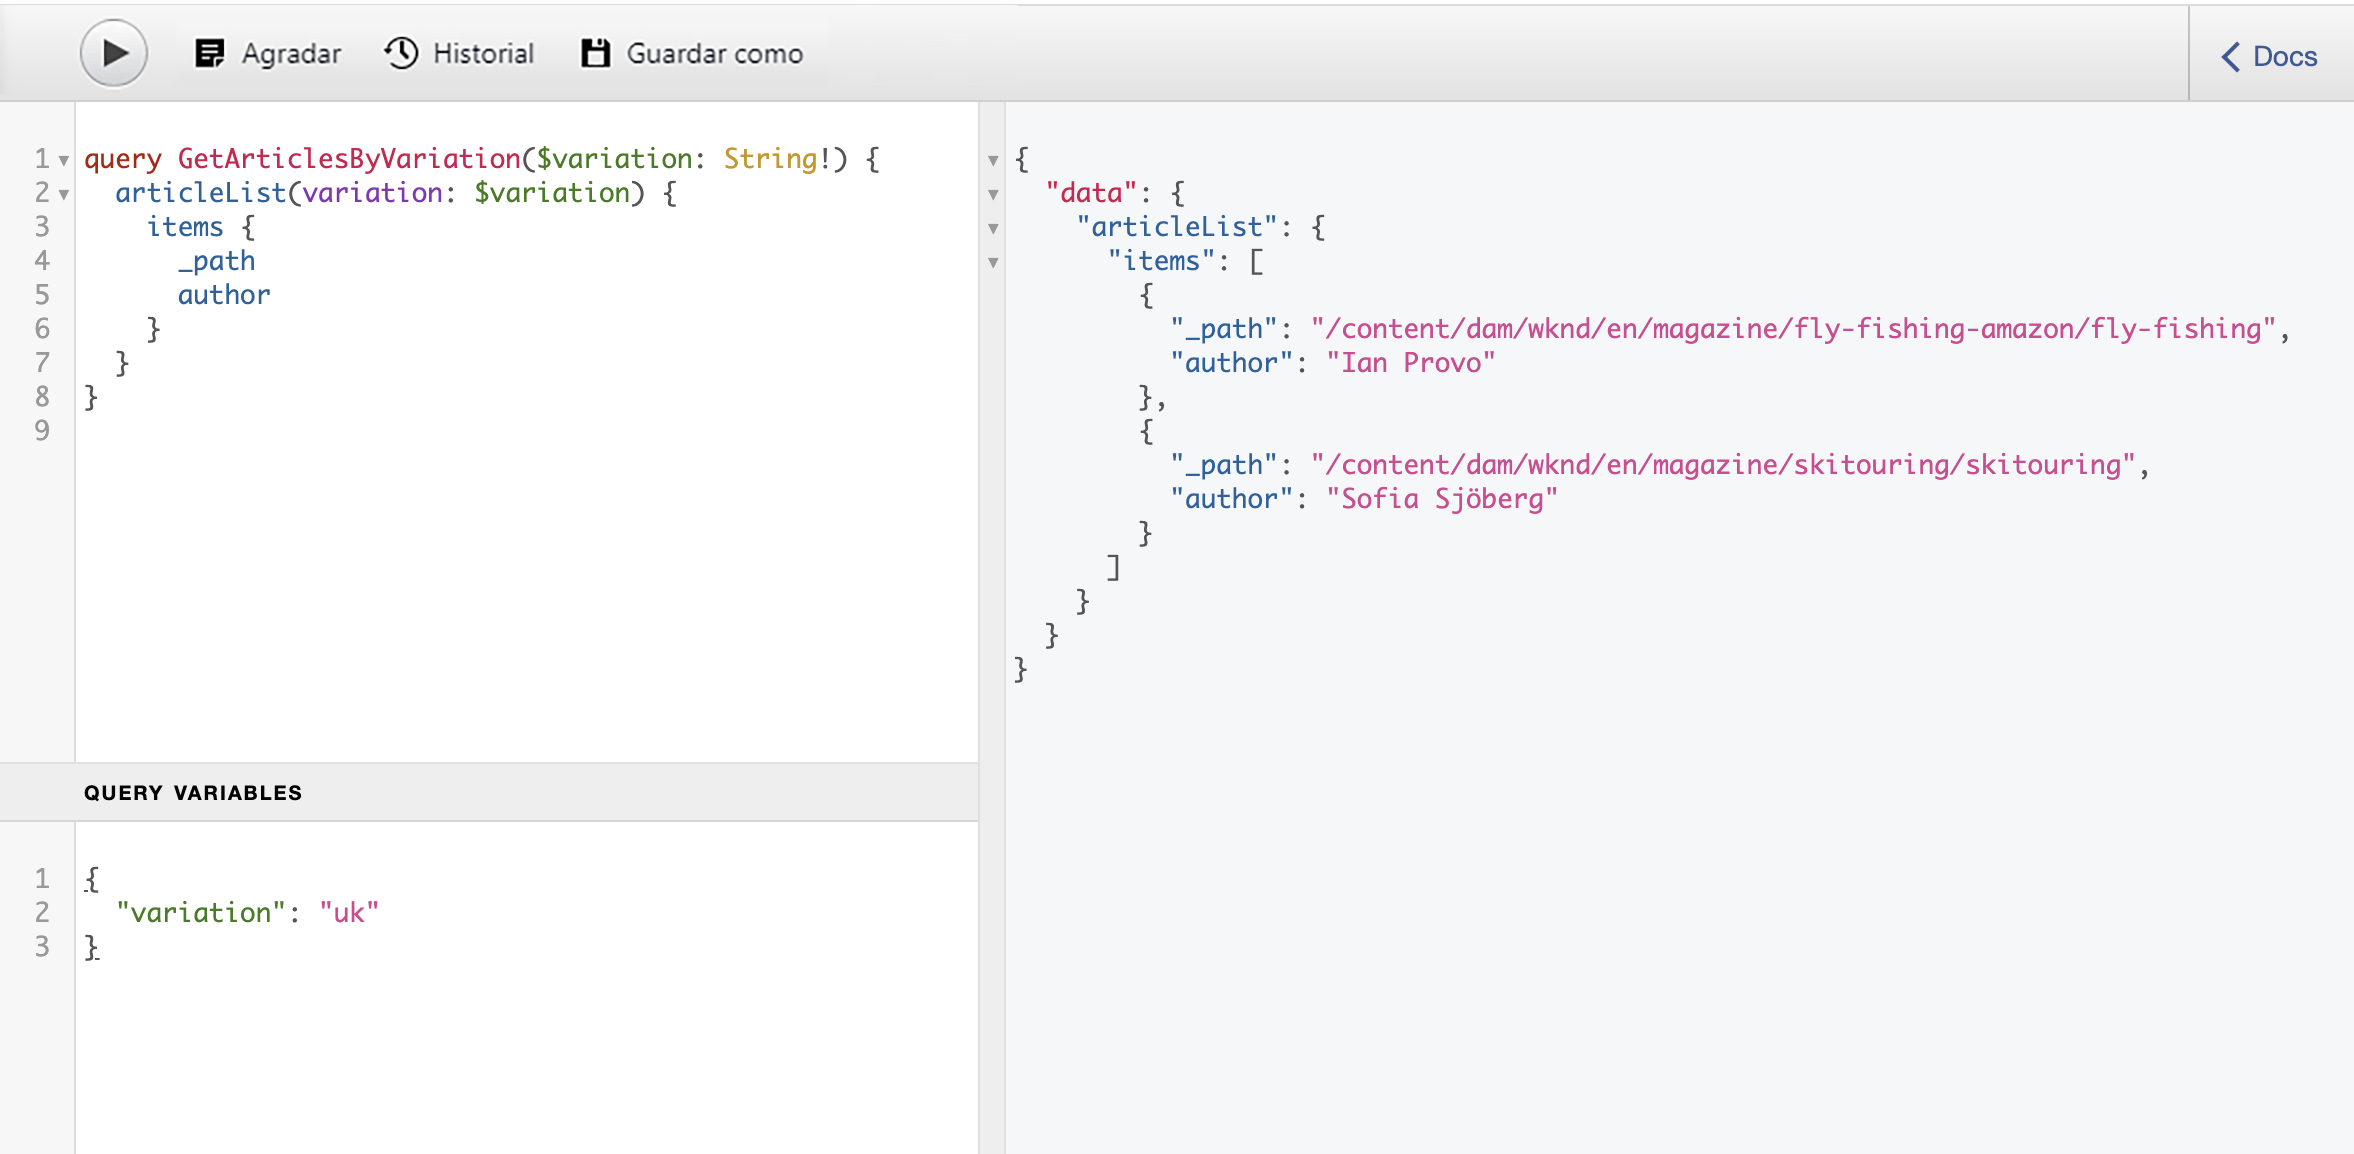 Agradar Historial Guardar como Docs
1 query GetArticlesByVariation($variation: String!) {
2   articleList(variation: $variation) {
3     items {
4       _path
5       author
6     }
7   }
8 }
9
QUERY VARIABLES
1 {
2   "variation": "uk"
3 }
{
  "data": {
    "articleList": {
      "items": [
        {
          "_path": "/content/dam/wknd/en/magazine/fly-fishing-amazon/fly-fishing",
          "author": "Ian Provo"
        },
        {
          "_path": "/content/dam/wknd/en/magazine/skitouring/skitouring",
          "author": "Sofia Sjöberg"
        }
      ]
    }
  }
}